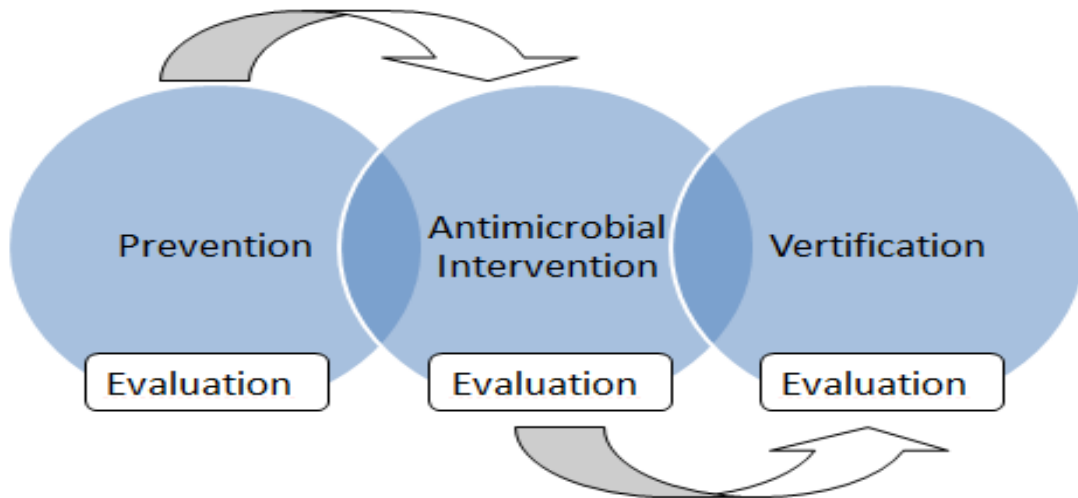 Prevention
Antimicrobial
Intervention
Vertification
Evaluation
Evaluation
Evaluation